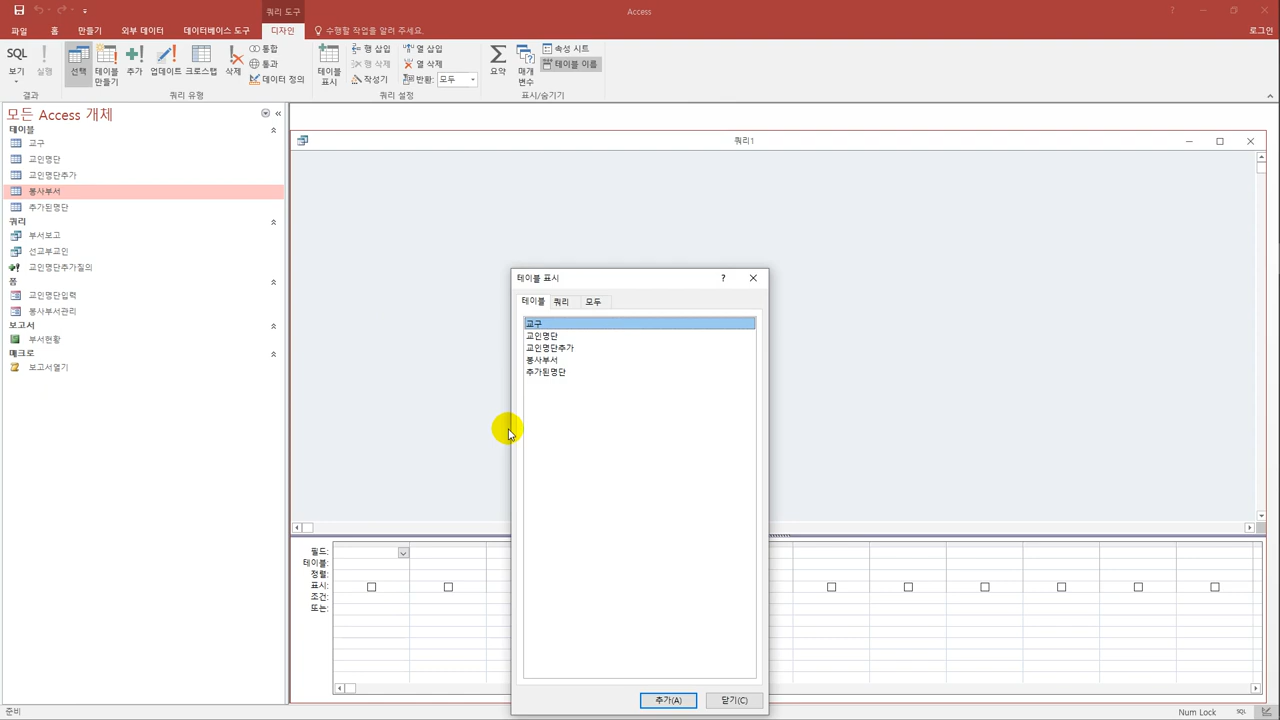 쿼리 도구
Access
파일
홈
만들기
외부 데이터
데이터베이스 도구
디자인
수행할 작업을 알려 주세요.
로그인
SQL
보기
실행
결과
선택
테이블
만들기
추가
업데이트
크로스탭
삭제
통합
통과
데이터 정의
쿼리 유형
테이블
표시
행 삽입
행 삭제
작성기
열 삽입
열 삭제
반환:
모두
쿼리 설정
요약
매개
변수
속성 시트
테이블 이름
표시/숨기기
모든 Access 개체
테이블
교구
교인명단
교인명단추가
봉사부서
추가된명단
쿼리
부서보고
선교부교인
교인명단추가질의
폼
교인명단입력
봉사부서관리
보고서
부서현황
매크로
보고서열기
쿼리1
테이블 표시
?
테이블
쿼리
모두
교구
교인명단
교인명단추가
봉사부서
추가된명단
추가(A)
닫기(C)
필드:
테이블:
정렬:
표시:
조건:
또는:
준비
Num Lock
SQL